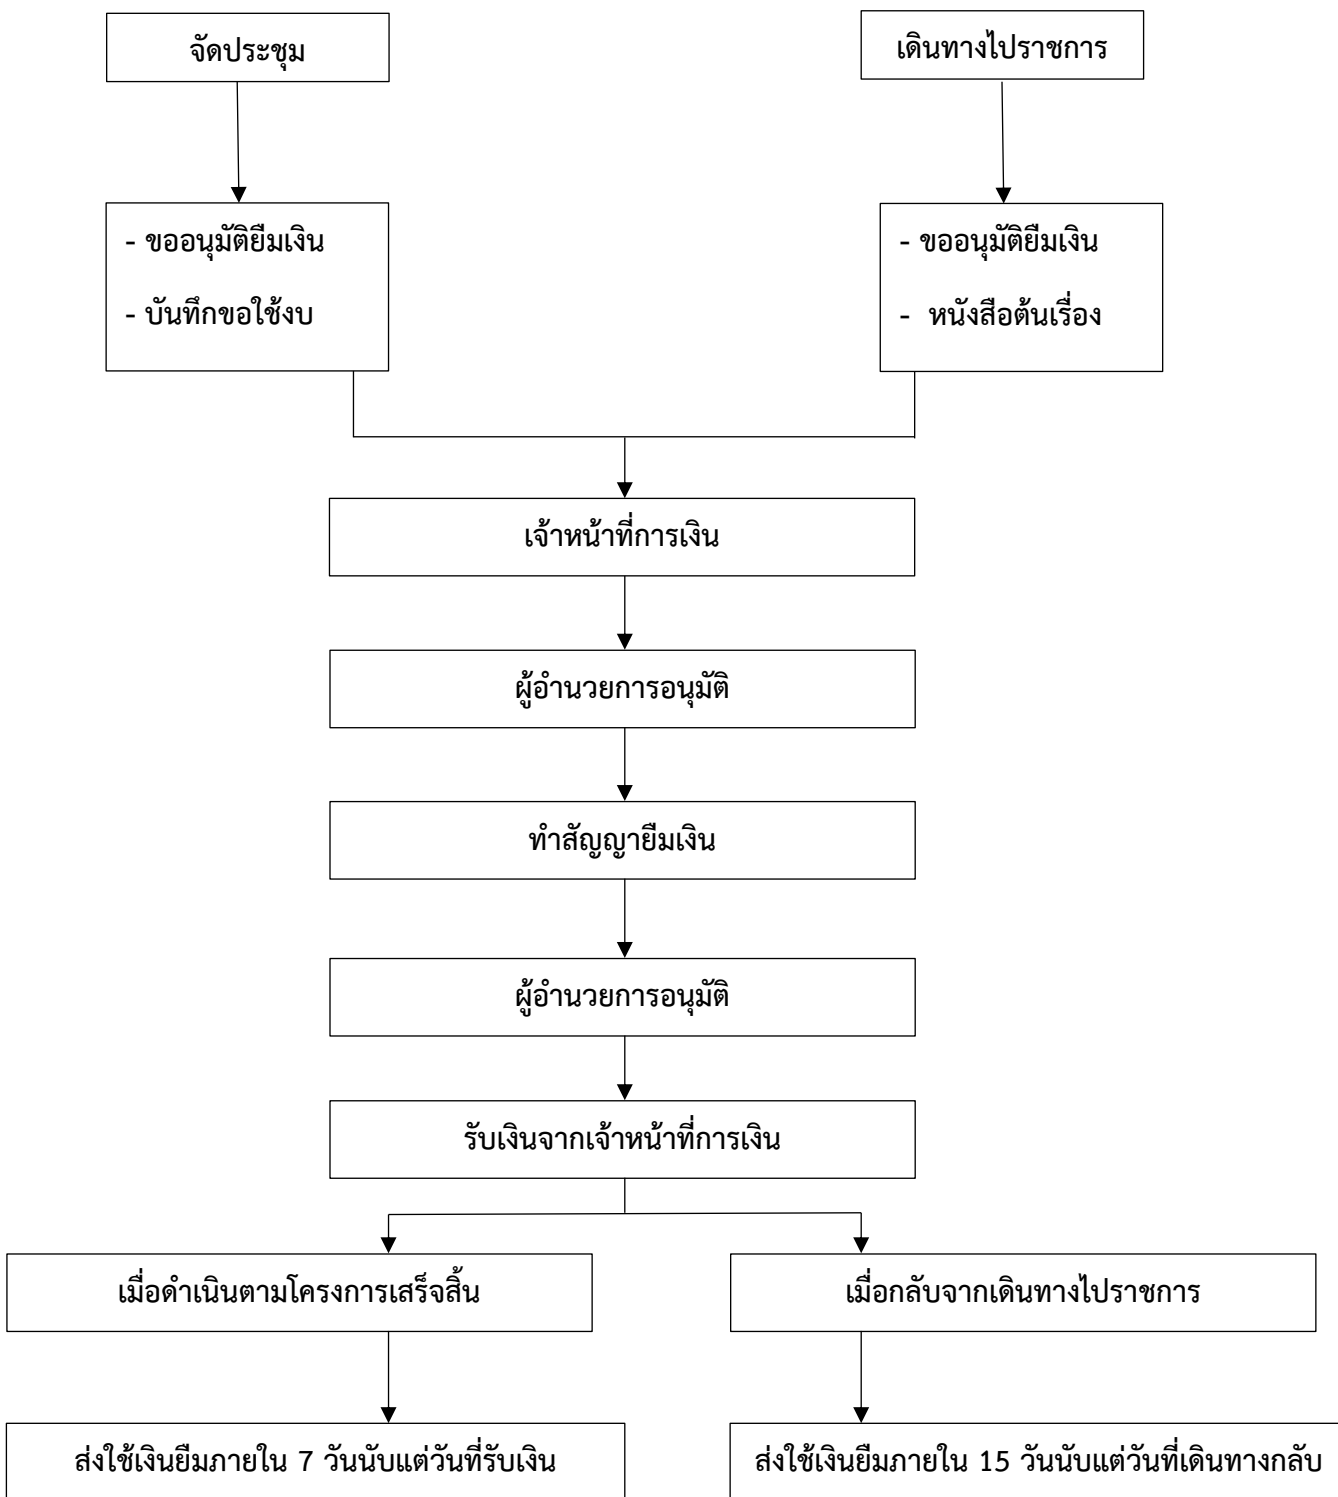 จัดประชุม
เดินทางไปราชการ
- ขออนุมัติยืมเงิน
- บันทึกขอใช้งบ
- ขออนุมัติยืมเงิน
- หนังสือต้นเรื่อง
เจ้าหน้าที่การเงิน
ผู้อำนวยการอนุมัติ
ทำสัญญายืมเงิน
ผู้อำนวยการอนุมัติ
รับเงินจากเจ้าหน้าที่การเงิน
เมื่อดำเนินตามโครงการเสร็จสิ้น
เมื่อกลับจากเดินทางไปราชการ
ส่งใช้เงินยืมภายใน 7 วันนับแต่วันที่รับเงิน
ส่งใช้เงินยืมภายใน 15 วันนับแต่วันที่เดินทางกลับ